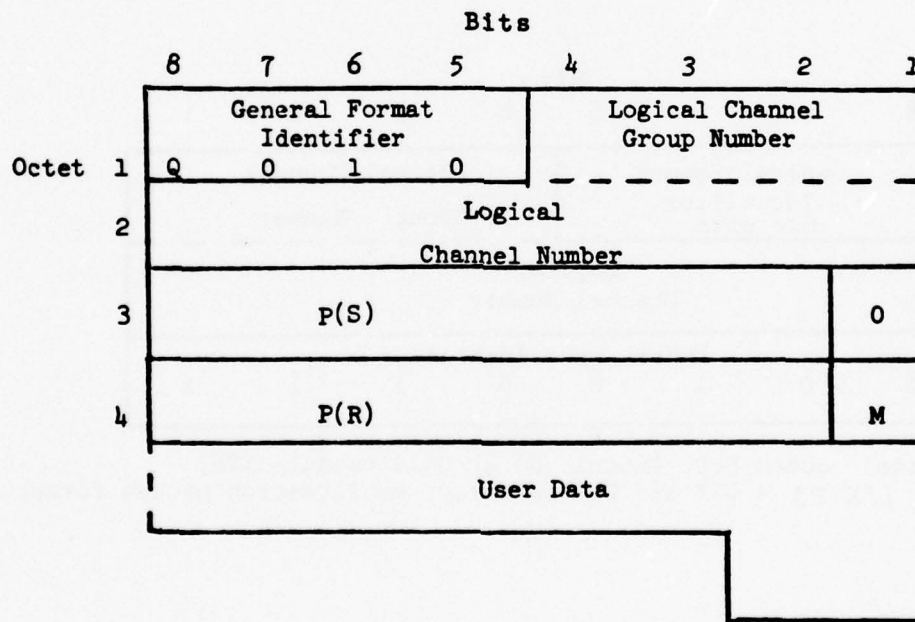 Bits
8 7 6 5 4 3 2 1
General Format Logical Channel
Identifier Group Number
Octet 1 Q 0 1 0
Logical
2
Channel Number
3 P(S) 0
4 P(R) M
User Data